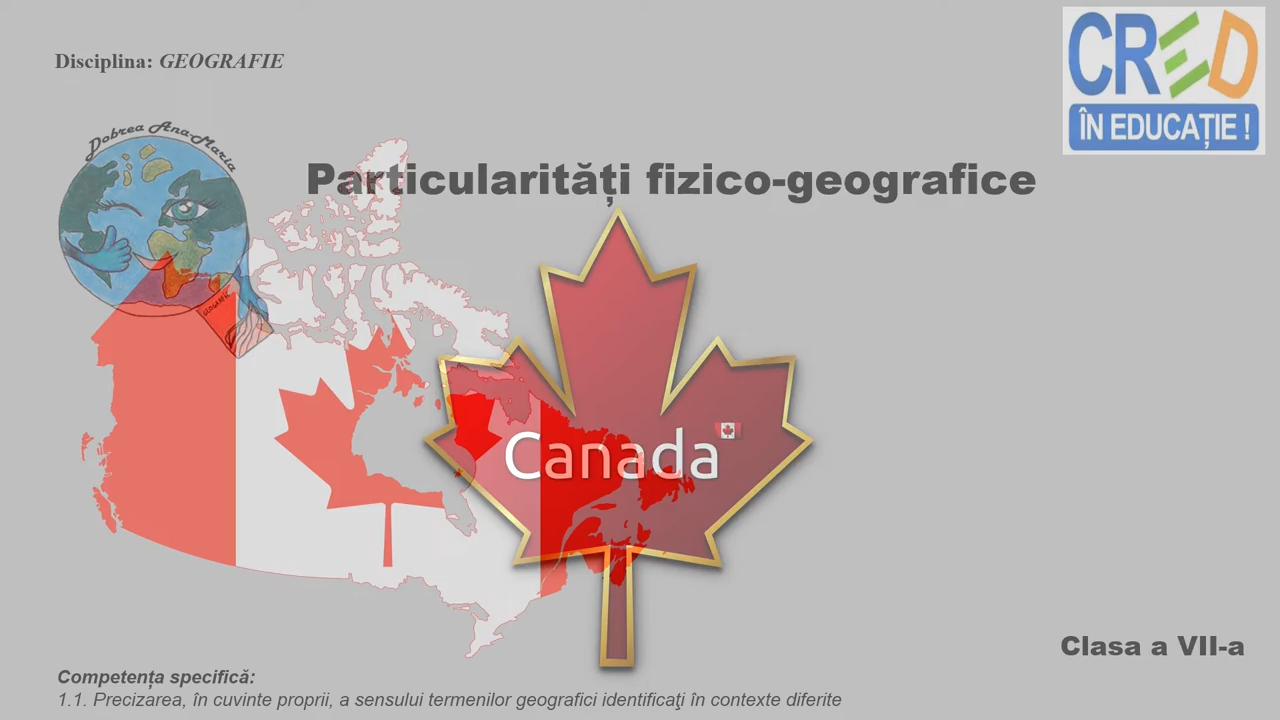 Disciplina: GEOGRAFIE
CRED
ÎN EDUCAȚIE !
Dobrea Ana-Maria
Particularități fizico-geografice
Canada
Clasa a VII-a
Competența specifică:
1.1. Precizarea, în cuvinte proprii, a sensului termenilor geografici identificaţi în contexte diferite